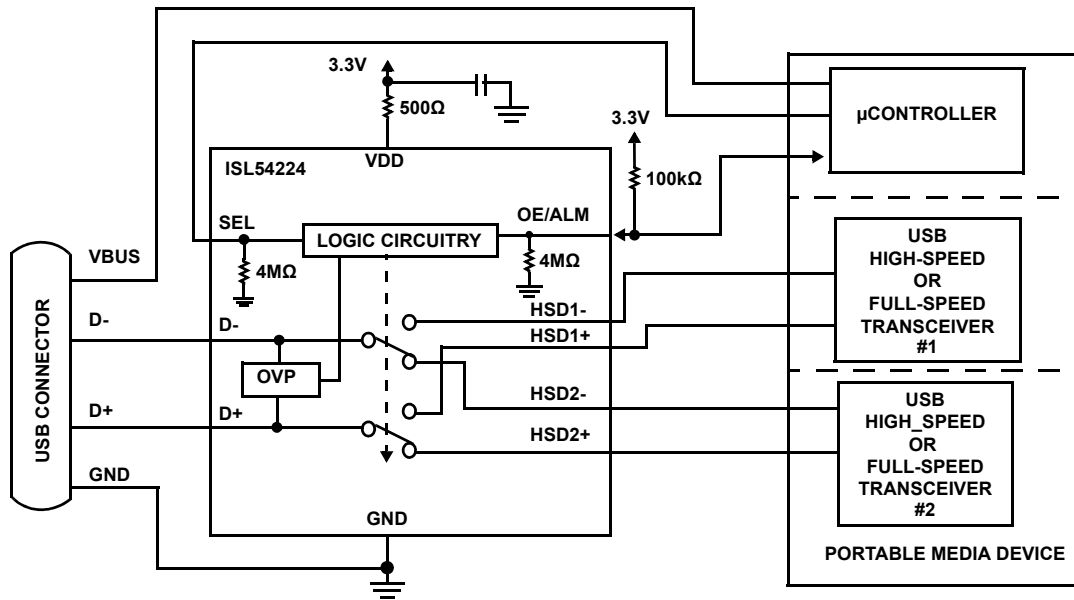 3.3V
500Ω
3.3V
µCONTROLLER
VDD
ISL54224
100kΩ
SEL
OE/ALM
LOGIC CIRCUITRY
4MΩ
4MΩ
USB
HIGH-SPEED
OR
FULL-SPEED
TRANSCEIVER
#1
USB CONNECTOR
VBUS
D-
D-
HSD1-
HSD1+
OVP
D+
D+
HSD2-
HSD2+
USB
HIGH_SPEED
OR
FULL-SPEED
TRANSCEIVER
#2
GND
GND
PORTABLE MEDIA DEVICE